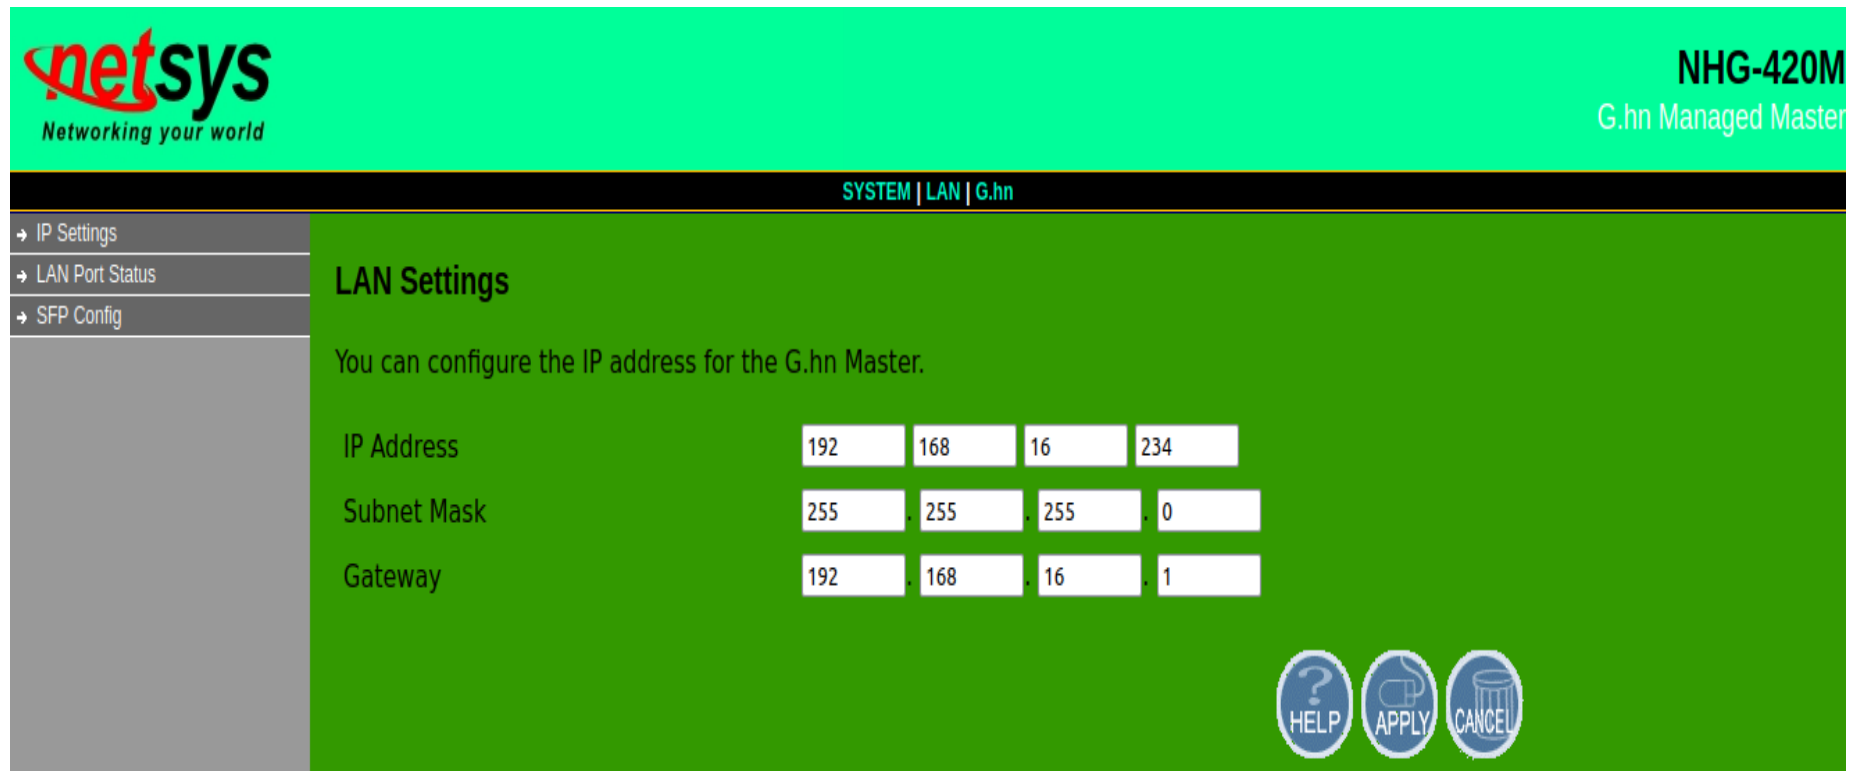 netsys
Networking your world
NHG-420M
G.hn Managed Master
SYSTEM | LAN | G.hn
IP Settings
LAN Port Status
SFP Config
LAN Settings
You can configure the IP address for the G.hn Master.
IP Address 192 168 16 234
Subnet Mask 255 . 255 . 255 . 0
Gateway 192 . 168 . 16 . 1
HELP APPLY CANCEL